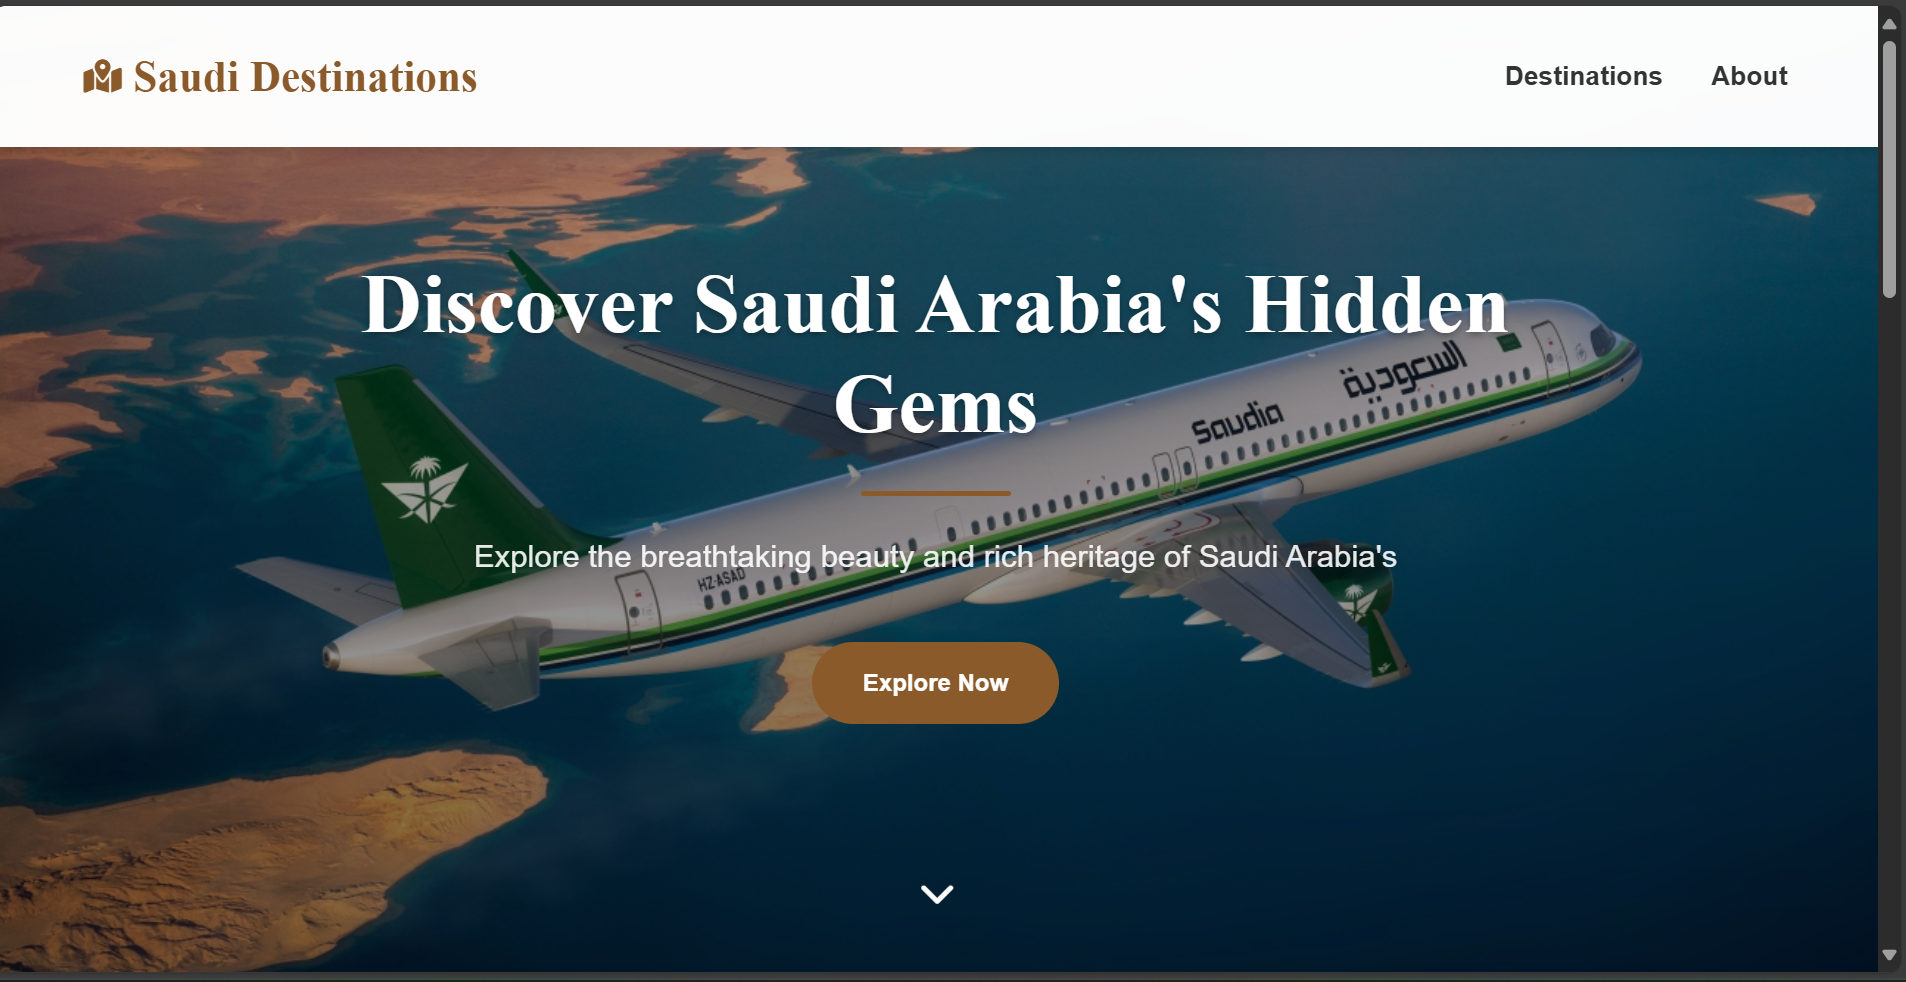 Saudi Destinations
Destinations
About
Discover Saudi Arabia's Hidden
Gems
السعودية
Saudia
Explore the breathtaking beauty and rich heritage of Saudi Arabia's
HZ-ASAD
Explore Now